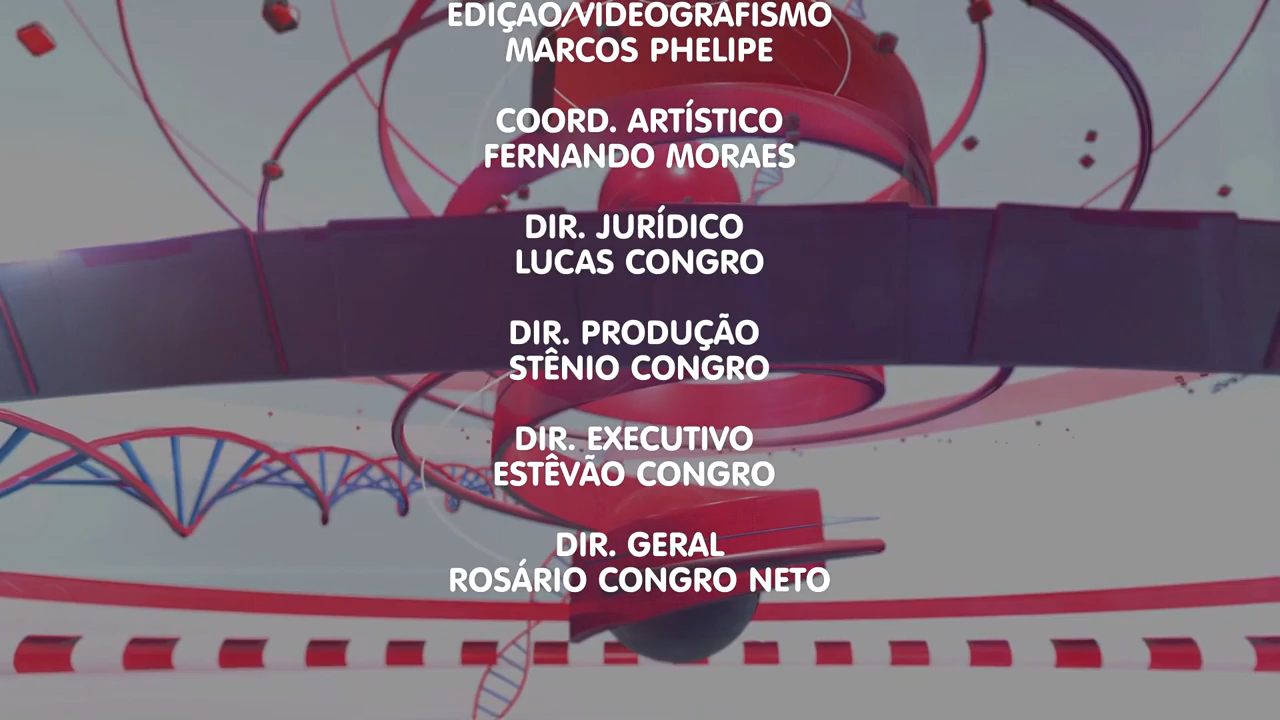 EDIÇÃO/VIDEOGRAFISMO
MARCOS PHELIPE
COORD. ARTÍSTICO
FERNANDO MORAES
DIR. JURÍDICO
LUCAS CONGRO
DIR. PRODUÇÃO
STÊNIO CONGRO
DIR. EXECUTIVO
ESTÊVÃO CONGRO
DIR. GERAL
ROSÁRIO CONGRO NETO